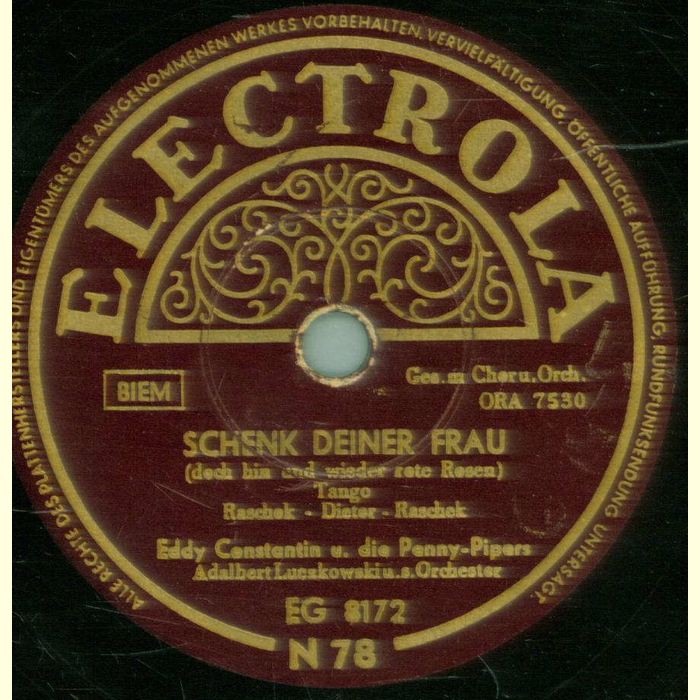 ALLE RECHTE DES PLATTENHERSTELLERS UND EIGENTÜMERS DES AUFGENOMMENEN WERKES VORBEHALTEN. VERVIELFÄLTIGUNG, ÖFFENTLICHE AUFFÜHRUNG, RUNDFUNKSENDUNG UNTERSAGT.
ELECTROLA
BIEM
Ges. m Chor u. Orch.
ORA 7530
SCHENK DEINER FRAU
(doch hin und wieder rote Rosen)
Tango
Raschek - Dieter - Raschek
Eddy Constantin u. die Penny-Pipers
Adalbert Luczkowski u. s. Orchester
EG 8172
N 78